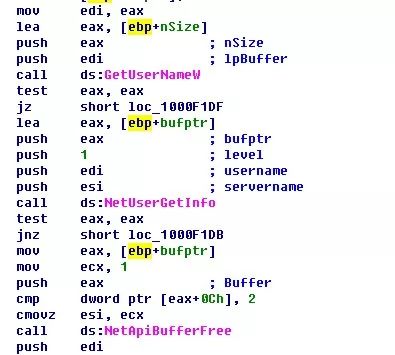 mov edi, eax
lea eax, [ebp+nSize]
push eax ; nSize
push edi ; lpBuffer
call ds:GetUserNameW
test eax, eax
jz short loc_1000F1DF
lea eax, [ebp+bufptr]
push eax ; bufptr
push 1 ; level
push edi ; username
push esi ; servername
call ds:NetUserGetInfo
test eax, eax
jnz short loc_1000F1DB
mov eax, [ebp+bufptr]
mov ecx, 1
push eax ; Buffer
cmp dword ptr [eax+0Ch], 2
cmovz esi, ecx
call ds:NetApiBufferFree
push edi